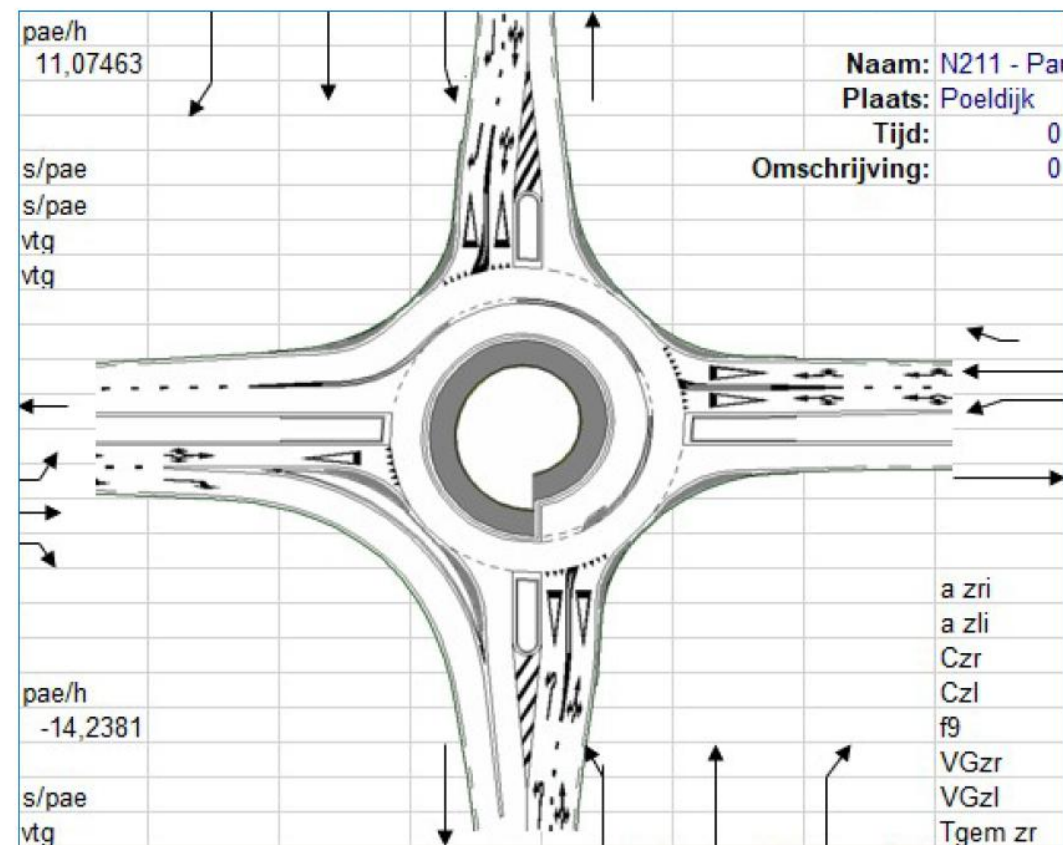 pae/h
11,07463
Naam: N211 - Pau
Plaats: Poeldijk
Tijd: 0
Omschrijving: 0
s/pae
s/pae
vtg
vtg
a zri
a zli
Czr
Czl
pae/h
-14,2381
f9
VGzr
s/pae
VGzl
vtg
Tgem zr